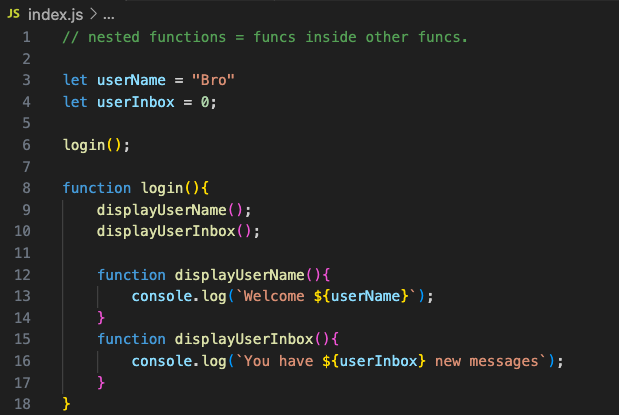 JS index.js > ...
1 // nested functions = funcs inside other funcs.
2
3 let userName = "Bro"
4 let userInbox = 0;
5
6 login();
7
8 function login(){
9     displayUserName();
10     displayUserInbox();
11
12     function displayUserName(){
13         console.log(`Welcome ${userName}`);
14     }
15     function displayUserInbox(){
16         console.log(`You have ${userInbox} new messages`);
17     }
18 }